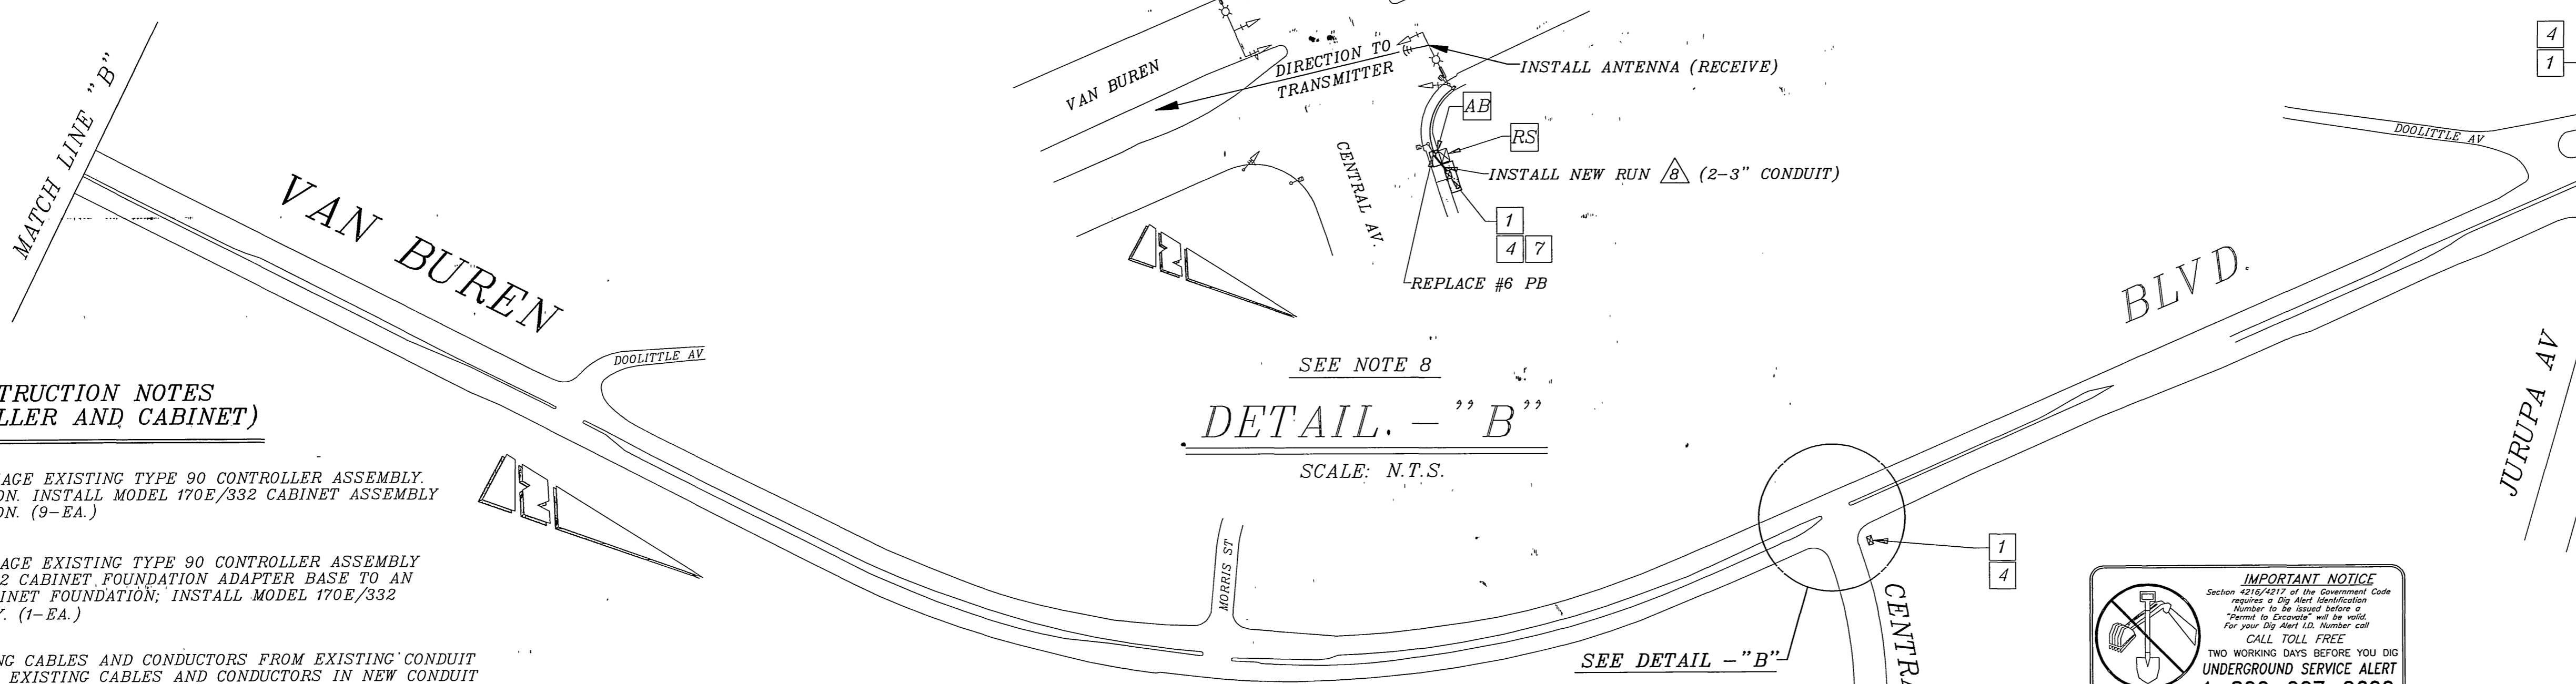 MATCH LINE "B"
VAN BUREN
DOOLITTLE AV
VAN BUREN
DIRECTION TO
TRANSMITTER
INSTALL ANTENNA (RECEIVE)
AB
RS
INSTALL NEW RUN 8 (2-3" CONDUIT)
CENTRAL AV.
1
4 7
REPLACE #6 PB
SEE NOTE 8
DETAIL. - "B"
SCALE: N.T.S.
4
1
DOOLITTLE AV
BLVD.
JURUPA AV
TRUCTION NOTES
LLER AND CABINET)
AGE EXISTING TYPE 90 CONTROLLER ASSEMBLY.
ON. INSTALL MODEL 170E/332 CABINET ASSEMBLY
ON. (9-EA.)
AGE EXISTING TYPE 90 CONTROLLER ASSEMBLY
2 CABINET FOUNDATION ADAPTER BASE TO AN
INET FOUNDATION; INSTALL MODEL 170E/332
Y. (1-EA.)
NG CABLES AND CONDUCTORS FROM EXISTING CONDUIT
EXISTING CABLES AND CONDUCTORS IN NEW CONDUIT
MORRIS ST
SEE DETAIL -"B"
1
4
CENTRA
IMPORTANT NOTICE
Section 4216/4217 of the Government Code
requires a Dig Alert Identification
Number to be issued before a
"Permit to Excavate" will be valid.
For your Dig Alert I.D. Number call
CALL TOLL FREE
TWO WORKING DAYS BEFORE YOU DIG
UNDERGROUND SERVICE ALERT